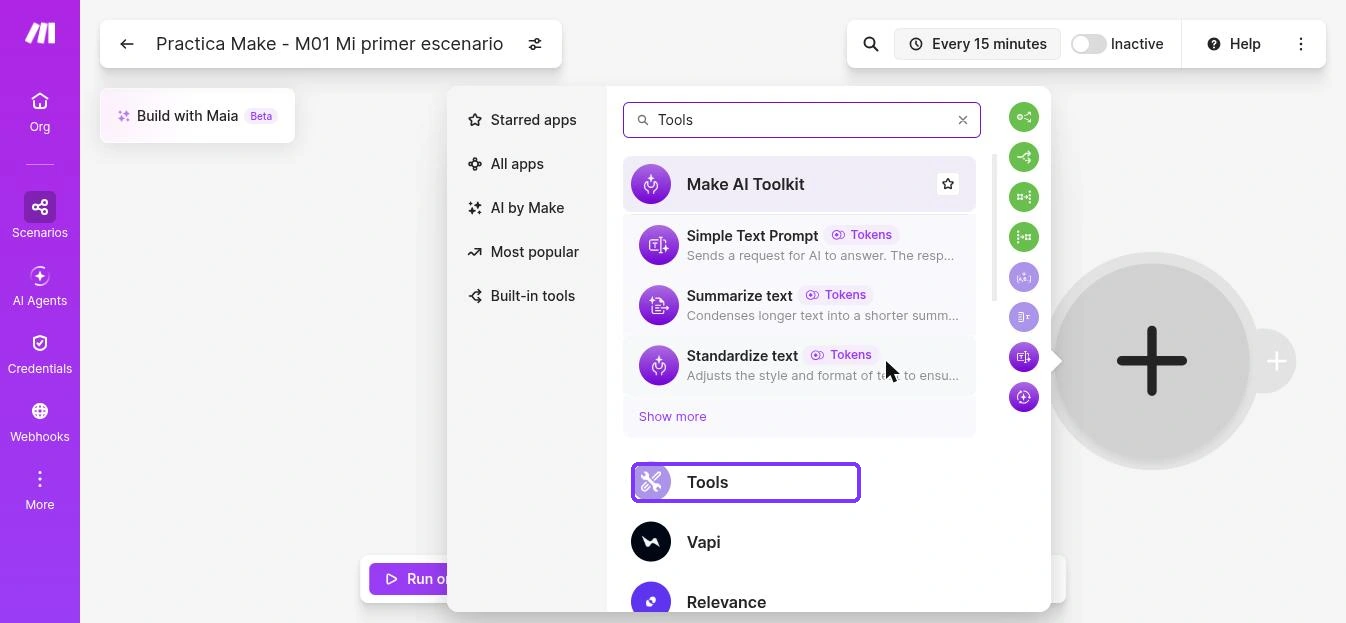 Practica Make - M01 Mi primer escenario
Every 15 minutes
Inactive
Help
Org
Scenarios
AI Agents
Credentials
Webhooks
More
Build with Maia Beta
Starred apps
All apps
AI by Make
Most popular
Built-in tools
Tools
Make AI Toolkit
Simple Text Prompt Tokens
Sends a request for AI to answer. The resp...
Summarize text Tokens
Condenses longer text into a shorter summ...
Standardize text Tokens
Adjusts the style and format of text to ensu...
Show more
Tools
Vapi
Relevance
Run